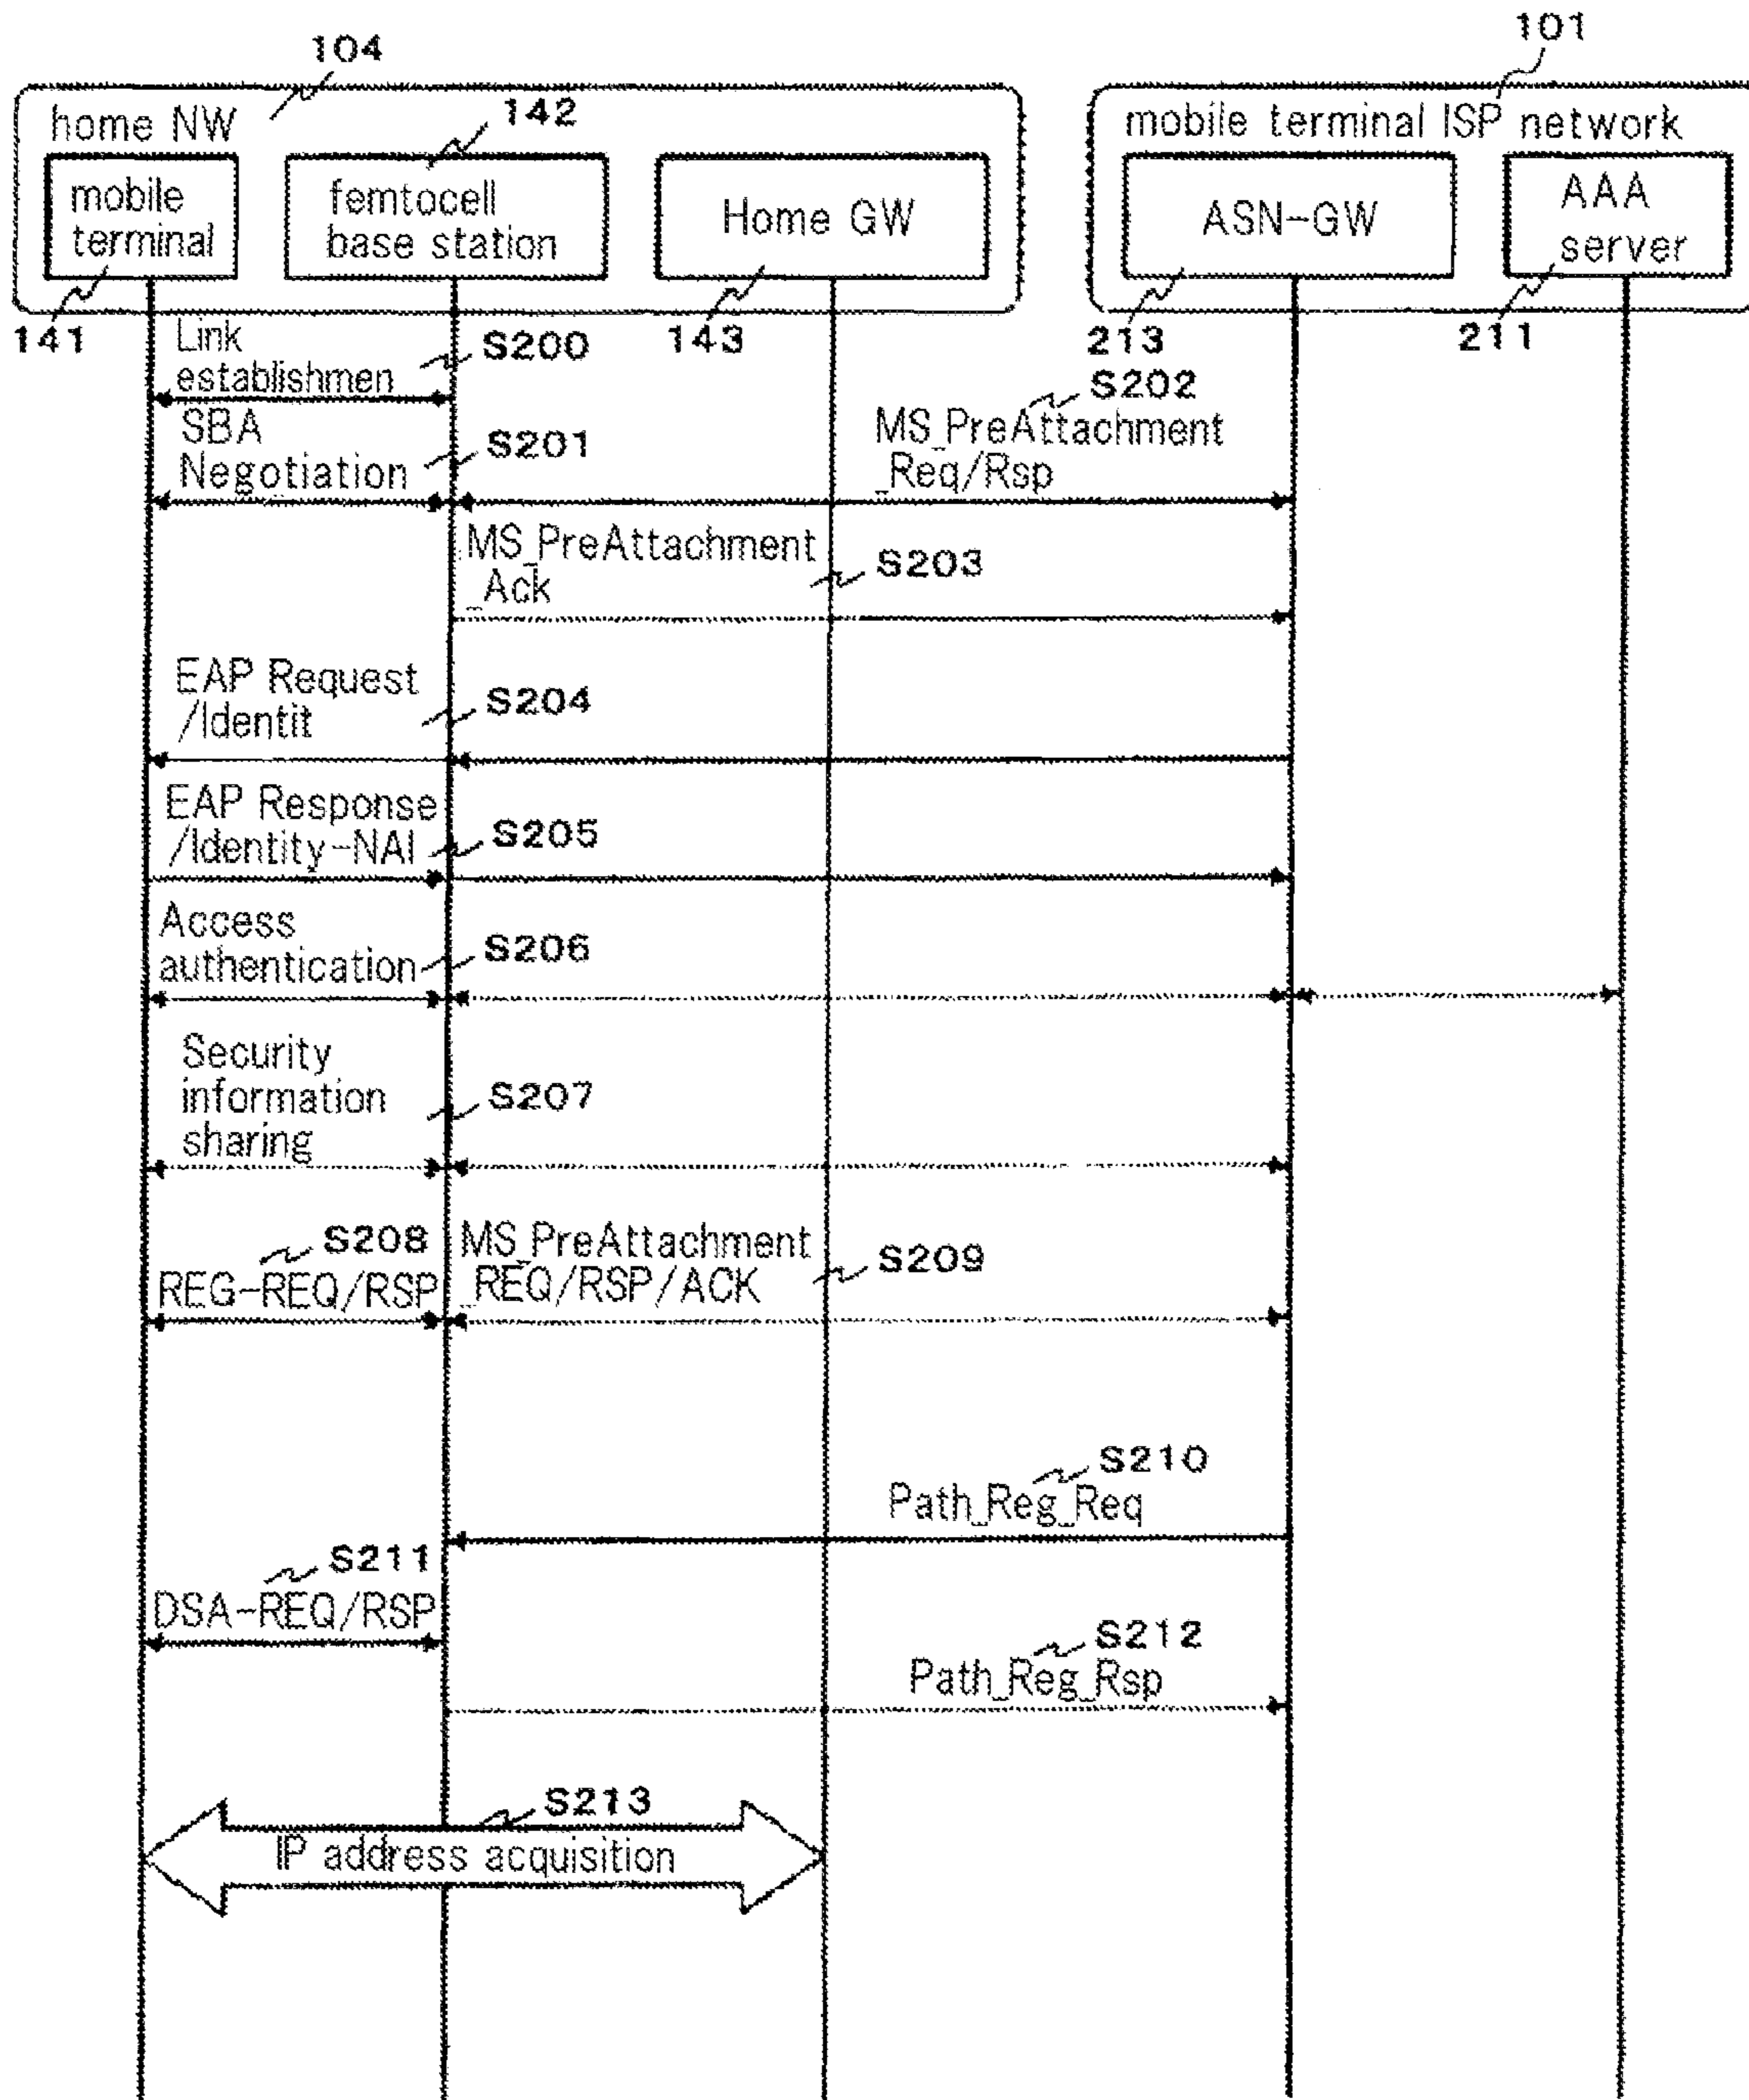 104
101
home NW
142
mobile terminal ISP network
mobile
terminal
femtocell
base station
Home GW
ASN-GW
AAA
server
141
143
213
211
Link
establishmen
S200
S202
SBA
Negotiation
S201
MS_PreAttachment
_Req/Rsp
MS_PreAttachment
_Ack
S203
EAP Request
/Identit
S204
EAP Response
/Identity-NAI
S205
Access
authentication
S206
Security
information
sharing
S207
S208
REG-REQ/RSP
MS_PreAttachment
_REQ/RSP/ACK
S209
S210
Path_Reg_Req
S211
DSA-REQ/RSP
S212
Path_Reg_Rsp
S213
IP address acquisition